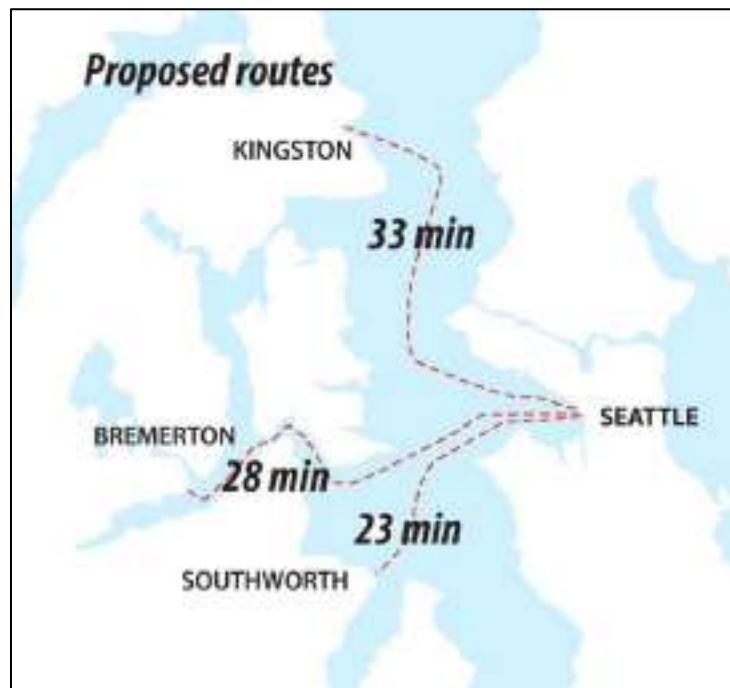 Proposed routes
KINGSTON
33 min
SEATTLE
BREMERTON
28 min
23 min
SOUTHWORTH